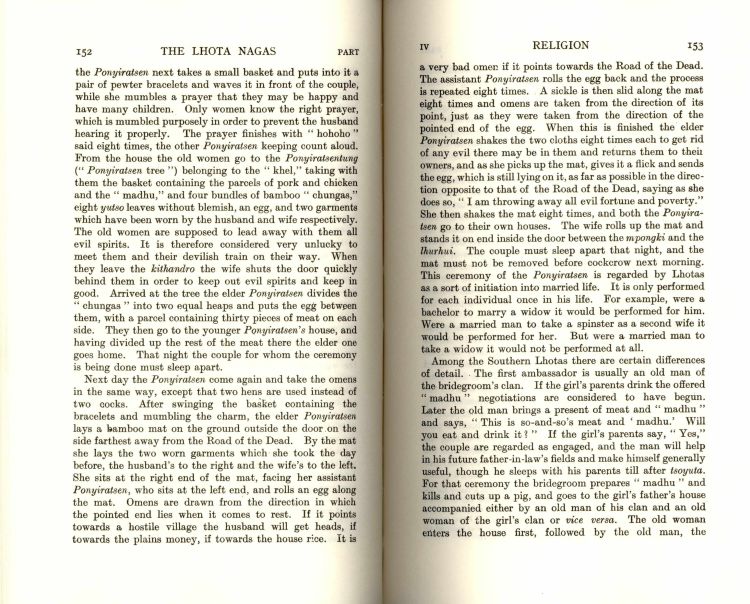 152 THE LHOTA NAGAS PART
the Ponyiratsen next takes a small basket and puts into it a
pair of pewter bracelets and waves it in front of the couple,
while she mumbles a prayer that they may be happy and
have many children. Only women know the right prayer,
which is mumbled purposely in order to prevent the husband
hearing it properly. The prayer finishes with “ hohoho ”
said eight times, the other Ponyiratsen keeping count aloud.
From the house the old women go to the Ponyiratsentung
(“ Ponyiratsen tree ”) belonging to the “ khel,” taking with
them the basket containing the parcels of pork and chicken
and the “ madhu,” and four bundles of bamboo “ chungas,”
eight yutso leaves without blemish, an egg, and two garments
which have been worn by the husband and wife respectively.
The old women are supposed to lead away with them all
evil spirits. It is therefore considered very unlucky to
meet them and their devilish train on their way. When
they leave the kithandro the wife shuts the door quickly
behind them in order to keep out evil spirits and keep in
good. Arrived at the tree the elder Ponyiratsen divides the
“ chungas ” into two equal heaps and puts the egg between
them, with a parcel containing thirty pieces of meat on each
side. They then go to the younger Ponyiratsen's house, and
having divided up the rest of the meat there the elder one
goes home. That night the couple for whom the ceremony
is being done must sleep apart.
Next day the Ponyiratsen come again and take the omens
in the same way, except that two hens are used instead of
two cocks. After swinging the basket containing the
bracelets and mumbling the charm, the elder Ponyiratsen
lays a bamboo mat on the ground outside the door on the
side farthest away from the Road of the Dead. By the mat
she lays the two worn garments which she took the day
before, the husband's to the right and the wife's to the left.
She sits at the right end of the mat, facing her assistant
Ponyiratsen, who sits at the left end, and rolls an egg along
the mat. Omens are drawn from the direction in which
the pointed end lies when it comes to rest. If it points
towards a hostile village the husband will get heads, if
towards the plains money, if towards the house rice. It is
IV RELIGION 153
a very bad omen if it points towards the Road of the Dead.
The assistant Ponyiratsen rolls the egg back and the process
is repeated eight times. A sickle is then slid along the mat
eight times and omens are taken from the direction of its
point, just as they were taken from the direction of the
pointed end of the egg. When this is finished the elder
Ponyiratsen shakes the two cloths eight times each to get rid
of any evil there may be in them and returns them to their
owners, and as she picks up the mat, gives it a flick and sends
the egg, which is still lying on it, as far as possible in the direc-
tion opposite to that of the Road of the Dead, saying as she
does so, “ I am throwing away all evil fortune and poverty.”
She then shakes the mat eight times, and both the Ponyira-
tsen go to their own houses. The wife rolls up the mat and
stands it on end inside the door between the mpongki and the
lhurhui. The couple must sleep apart that night, and the
mat must not be removed before cockcrow next morning.
This ceremony of the Ponyiratsen is regarded by Lhotas
as a sort of initiation into married life. It is only performed
for each individual once in his life. For example, were a
bachelor to marry a widow it would be performed for him.
Were a married man to take a spinster as a second wife it
would be performed for her. But were a married man to
take a widow it would not be performed at all.
Among the Southern Lhotas there are certain differences
of detail. The first ambassador is usually an old man of
the bridegroom's clan. If the girl's parents drink the offered
“ madhu ” negotiations are considered to have begun.
Later the old man brings a present of meat and “ madhu ”
and says, “ This is so-and-so's meat and ‘ madhu.’ Will
you eat and drink it ? ” If the girl's parents say, “ Yes,”
the couple are regarded as engaged, and the man will help
in his future father-in-law's fields and make himself generally
useful, though he sleeps with his parents till after tsoyuta.
For that ceremony the bridegroom prepares “ madhu ” and
kills and cuts up a pig, and goes to the girl's father's house
accompanied either by an old man of his clan and an old
woman of the girl's clan or vice versa. The old woman
enters the house first, followed by the old man, the